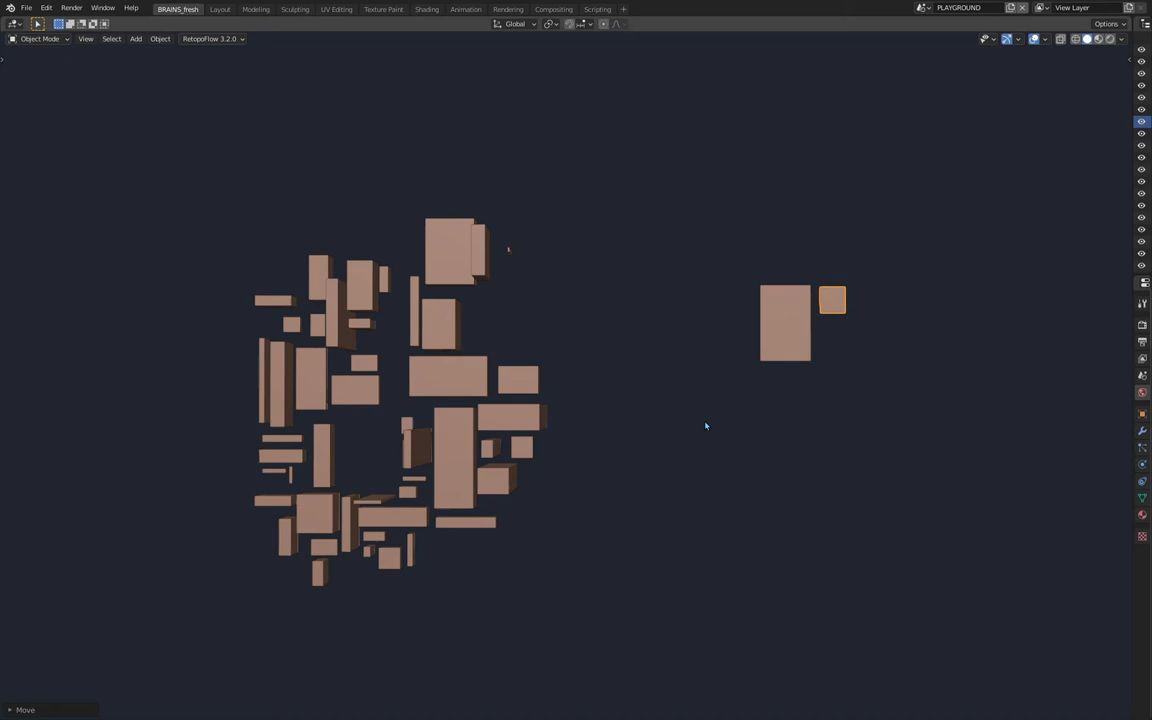 File Edit Render Window Help BRAINS_fresh Layout Modeling Sculpting UV Editing Texture Paint Shading Animation Rendering Compositing Scripting + PLAYGROUND View Layer
Global Options
Object Mode View Select Add Object RetopoFlow 3.2.0
Move